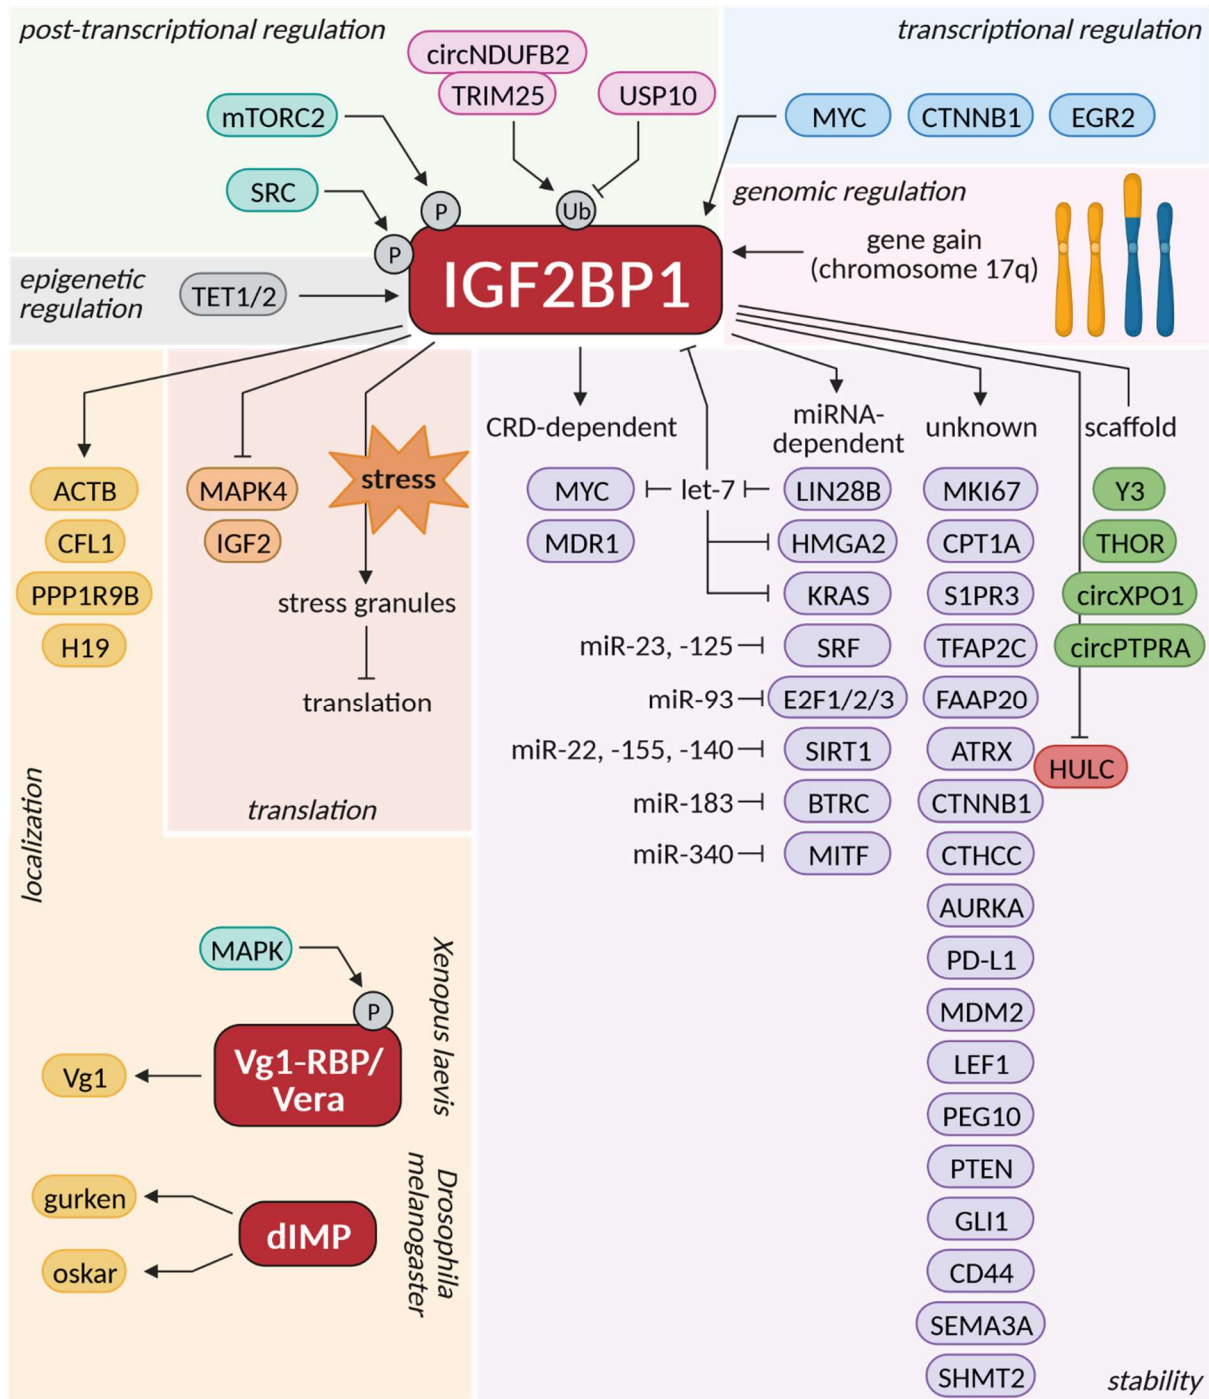 post-transcriptional regulation
transcriptional regulation
circNDUFB2
TRIM25
USP10
mTORC2
SRC
P
P
Ub
MYC
CTNNB1
EGR2
genomic regulation
gene gain
(chromosome 17q)
epigenetic
regulation
TET1/2
IGF2BP1
ACTB
CFL1
PPP1R9B
H19
localization
MAPK4
IGF2
stress
stress granules
translation
translation
CRD-dependent
MYC
MDR1
let-7
miRNA-
dependent
LIN28B
HMGA2
KRAS
miR-23, -125
SRF
miR-93
E2F1/2/3
miR-22, -155, -140
SIRT1
miR-183
BTRC
miR-340
MITF
unknown
MKI67
CPT1A
S1PR3
TFAP2C
FAAP20
ATRX
CTNNB1
CTHCC
AURKA
PD-L1
MDM2
LEF1
PEG10
PTEN
GLI1
CD44
SEMA3A
SHMT2
scaffold
Y3
THOR
circXPO1
circPTPRA
HULC
stability
MAPK
P
Vg1-RBP/
Vera
Vg1
Xenopus laevis
gurken
oskar
dIMP
Drosophila
melanogaster